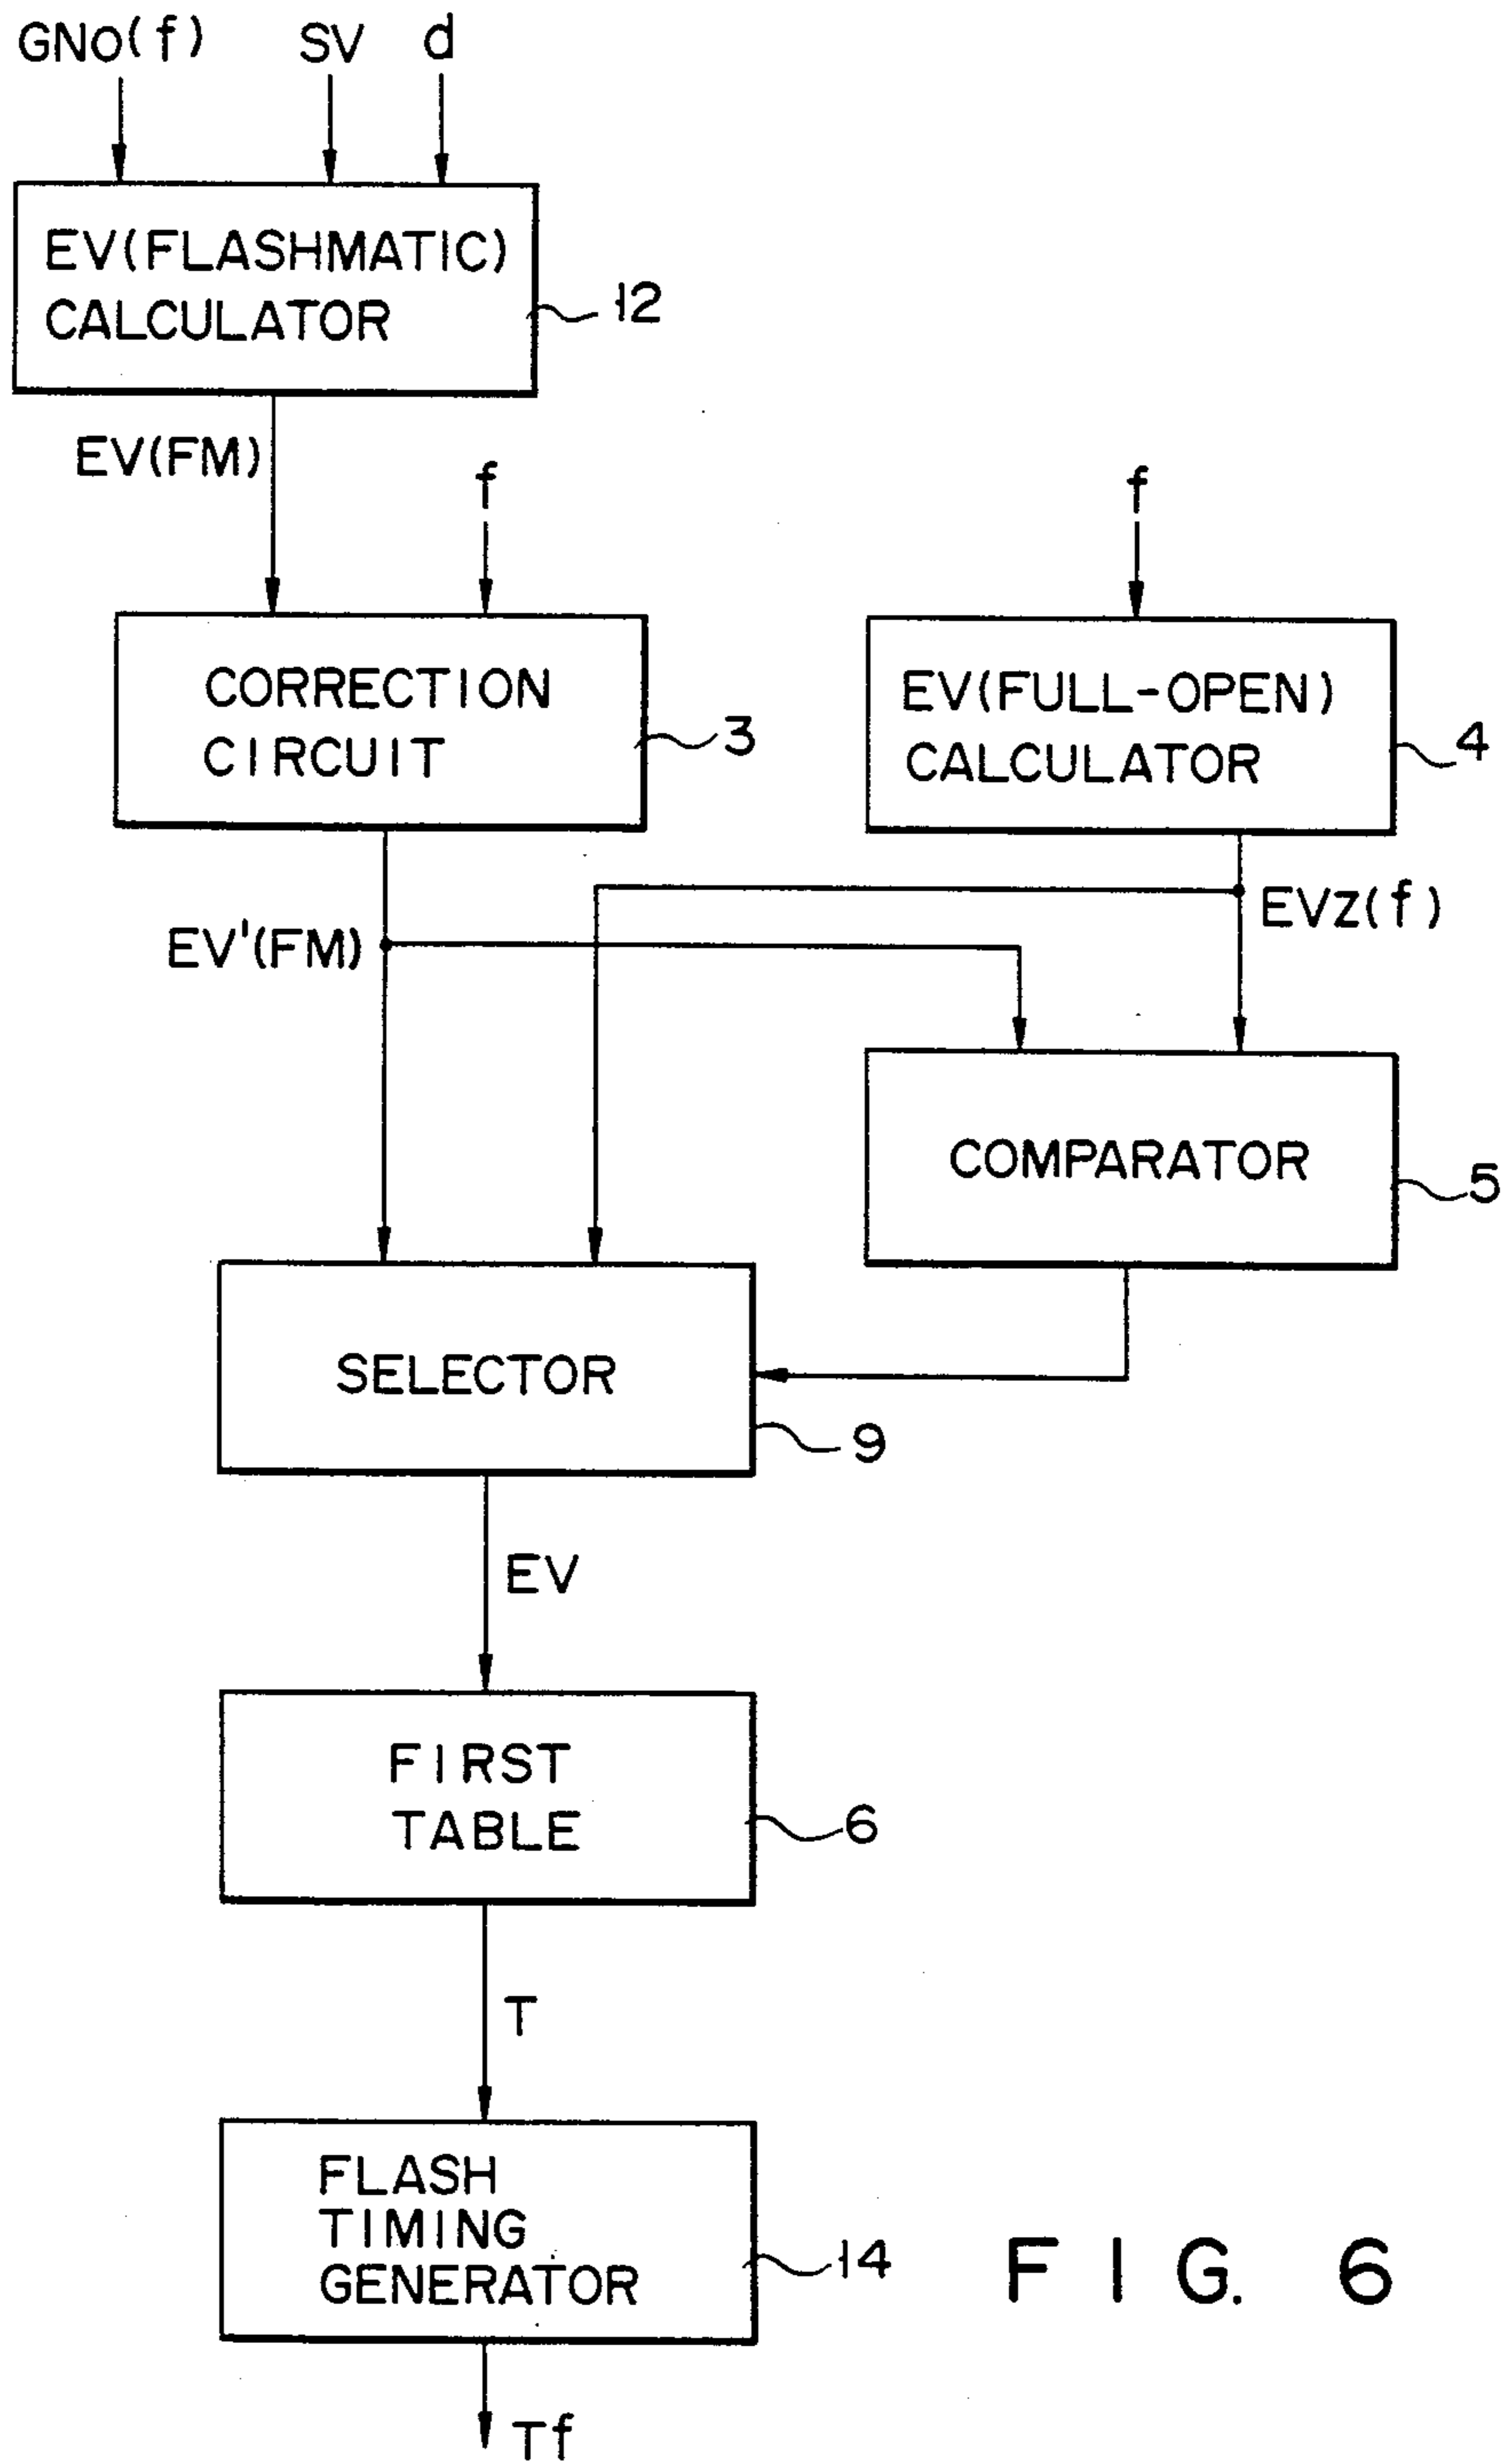 GNO(f) SV d
EV(FLASHMATIC)
CALCULATOR
12
EV(FM)
f
f
CORRECTION
CIRCUIT
3
EV(FULL-OPEN)
CALCULATOR
4
EV'(FM)
EVZ(f)
COMPARATOR
5
SELECTOR
9
EV
FIRST
TABLE
6
T
FLASH
TIMING
GENERATOR
14
FIG. 6
Tf